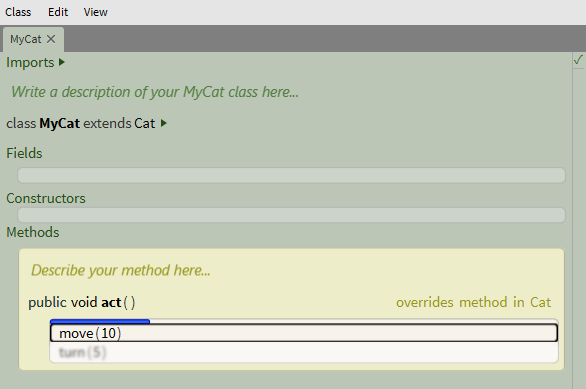 Class Edit View
MyCat
Imports
Write a description of your MyCat class here...
class MyCat extends Cat
Fields
Constructors
Methods
Describe your method here...
public void act() overrides method in Cat
move(10)
turn(5)